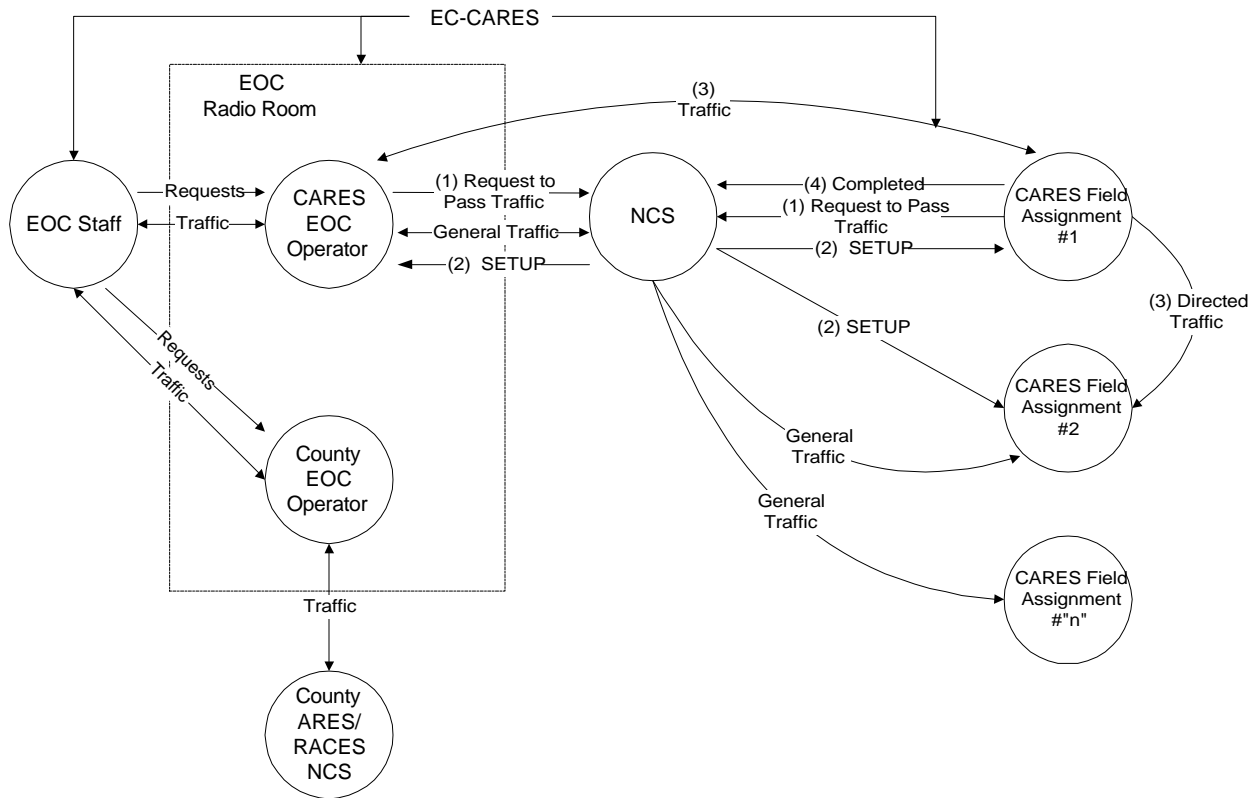 EC-CARES
EOC
Radio Room
(3)
Traffic
EOC Staff
Requests
Traffic
CARES
EOC
Operator
(1) Request to
Pass Traffic
General Traffic
(2) SETUP
NCS
(4) Completed
(1) Request to Pass
Traffic
(2) SETUP
CARES Field
Assignment
#1
(3) Directed
Traffic
(2) SETUP
CARES Field
Assignment
#2
Requests
Traffic
County
EOC
Operator
General
Traffic
General
Traffic
CARES Field
Assignment
#"n"
Traffic
County
ARES/
RACES
NCS